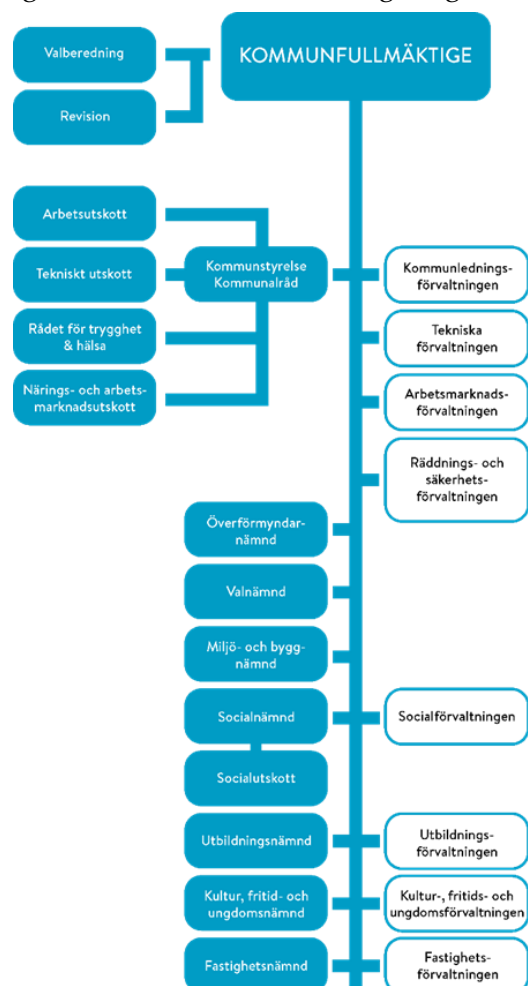 KOMMUNFULLMÄKTIGE
Valberedning
Revision
Arbetsutskott
Tekniskt utskott
Rådet för trygghet
& hälsa
Närings- och arbets-
marknadsutskott
Kommunstyrelse
Kommunalråd
Kommunlednings-
förvaltningen
Tekniska
förvaltningen
Arbetsmarknads-
förvaltningen
Räddnings- och
säkerhets-
förvaltningen
Överförmyndar-
nämnd
Valnämnd
Miljö- och bygg-
nämnd
Socialnämnd
Socialförvaltningen
Socialutskott
Utbildningsnämnd
Utbildnings-
förvaltningen
Kultur, fritid- och
ungdomsnämnd
Kultur-, fritids- och
ungdomsförvaltningen
Fastighetsnämnd
Fastighets-
förvaltningen